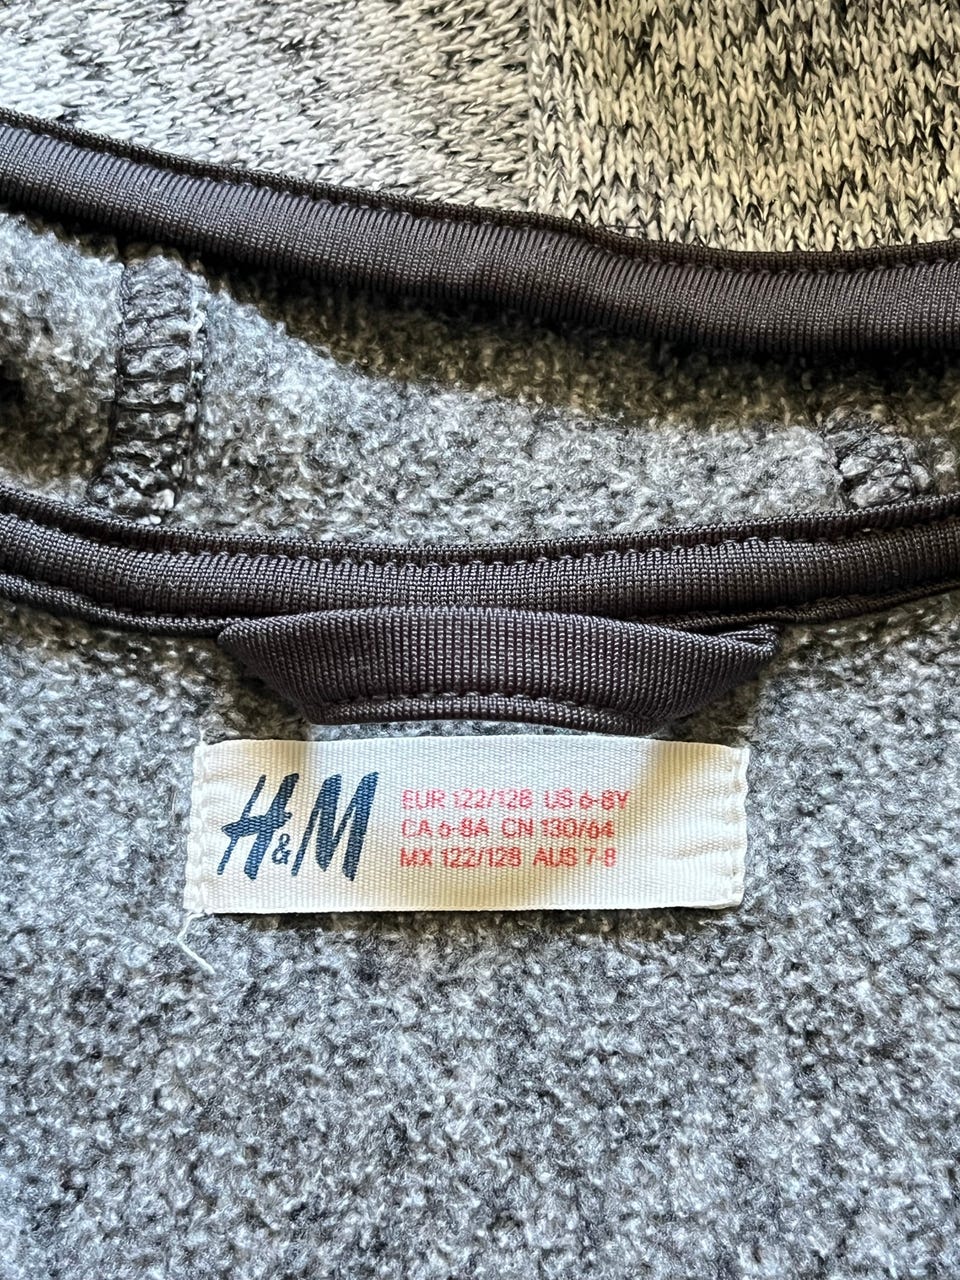 H&M
EUR 122/128 US 6-8Y
CA 6-8A CN 130/64
MX 122/128 AUS 7-8